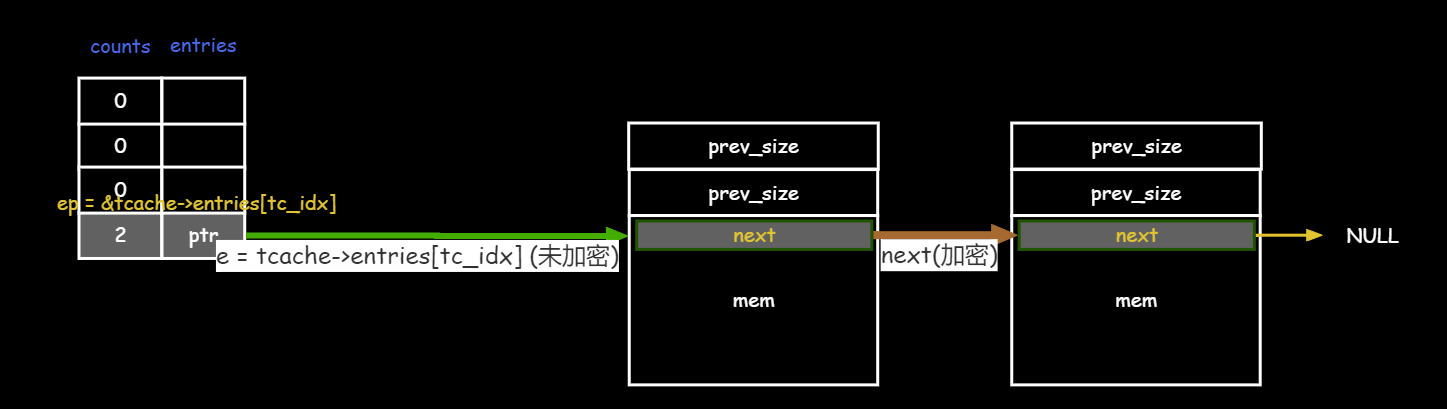 counts entries
0
0
0
ep = &tcache->entries[tc_idx]
2 ptr
e = tcache->entries[tc_idx] (未加密)
prev_size
prev_size
next
mem
next(加密)
prev_size
prev_size
next
mem
NULL